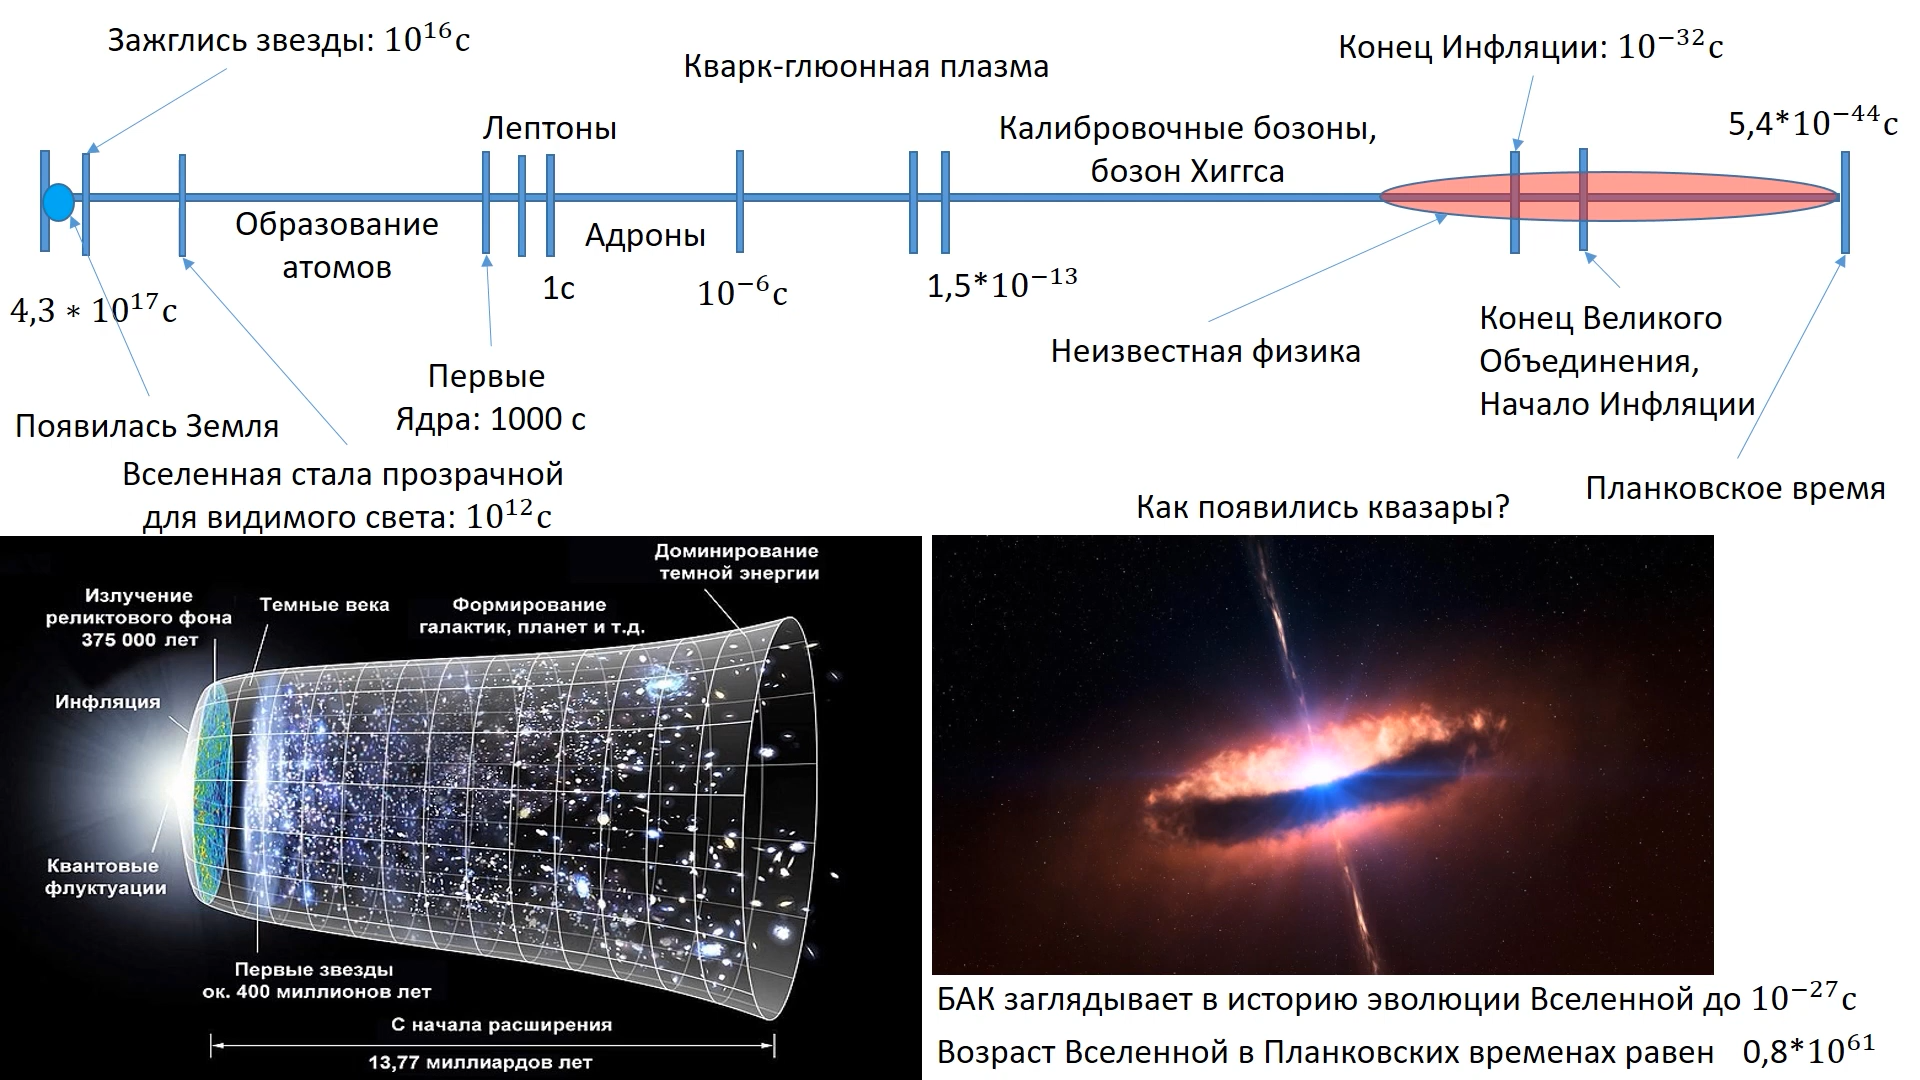 Зажглись звезды: 10¹⁶с
Кварк-глюонная плазма
Конец Инфляции: 10⁻³²с
Лептоны
Калибровочные бозоны,
бозон Хиггса
5,4*10⁻⁴⁴с
Образование
атомов
Адроны
4,3 ∗ 10¹⁷с
1с
10⁻⁶с
1,5*10⁻¹³
Неизвестная физика
Конец Великого
Объединения,
Начало Инфляции
Первые
Ядра: 1000 с
Появилась Земля
Вселенная стала прозрачной
для видимого света: 10¹²с
Планковское время
Как появились квазары?
Доминирование
темной энергии
Излучение
реликтового фона
375 000 лет
Темные века
Формирование
галактик, планет и т.д.
Инфляция
Квантовые
флуктуации
Первые звезды
ок. 400 миллионов лет
С начала расширения
13,77 миллиардов лет
БАК заглядывает в историю эволюции Вселенной до 10⁻²⁷с
Возраст Вселенной в Планковских временах равен 0,8*10⁶¹